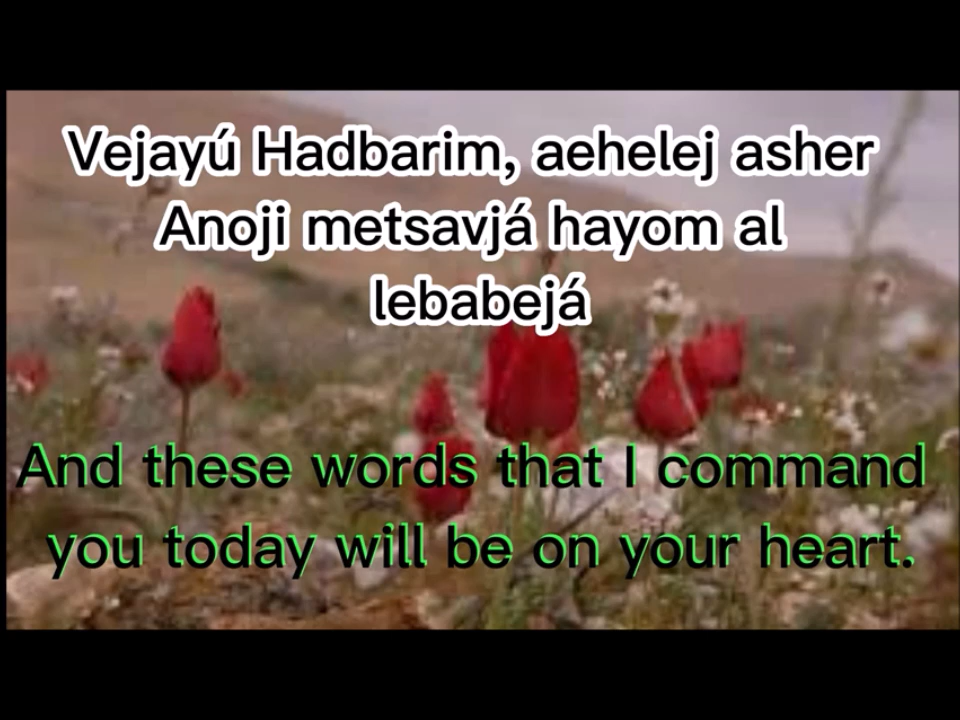 Vejayú Hadbarim, aehelej asher
Anoji metsavjá hayom al
lebabejá
And these words that I command
you today will be on your heart.